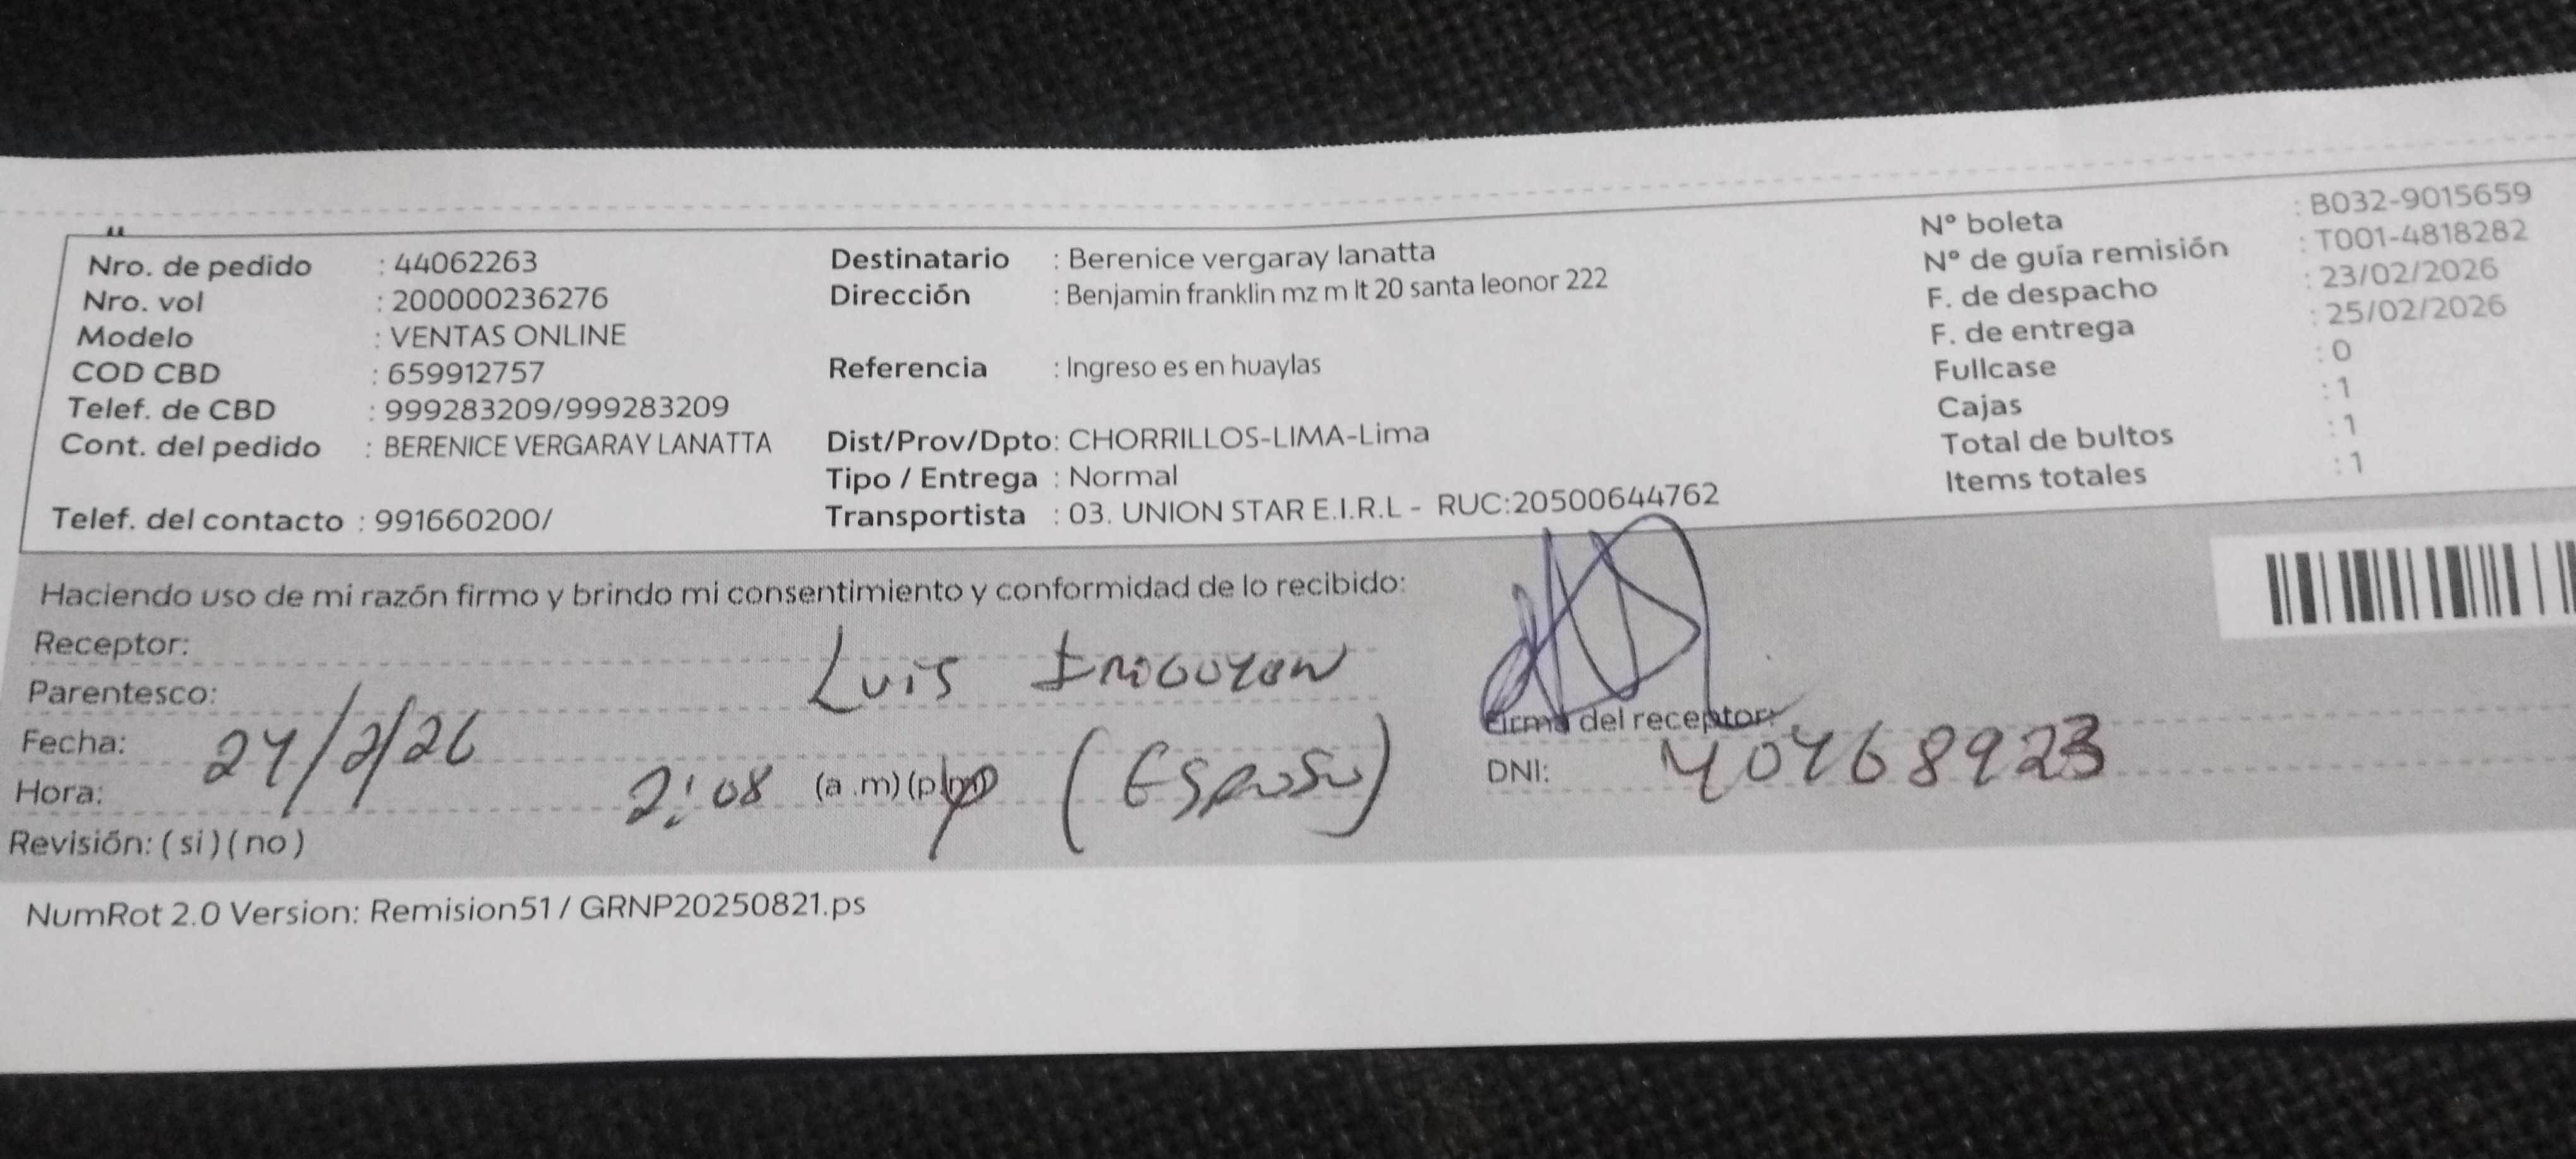 Nro. de pedido : 44062263
Nro. vol : 200000236276
Modelo : VENTAS ONLINE
COD CBD : 659912757
Telef. de CBD : 999283209/999283209
Cont. del pedido : BERENICE VERGARAY LANATTA
Telef. del contacto : 991660200/
Destinatario : Berenice vergaray lanatta
Dirección : Benjamin franklin mz m lt 20 santa leonor 222
Referencia : Ingreso es en huaylas
Dist/Prov/Dpto: CHORRILLOS-LIMA-Lima
Tipo / Entrega : Normal
Transportista : 03. UNION STAR E.I.R.L - RUC:20500644762
N° boleta : B032-9015659
N° de guía remisión : T001-4818282
F. de despacho : 23/02/2026
F. de entrega : 25/02/2026
Fullcase : 0
Cajas : 1
Total de bultos : 1
Items totales : 1
Haciendo uso de mi razón firmo y brindo mi consentimiento y conformidad de lo recibido:
Receptor: Luis Irigoyen
Parentesco: (Esposo)
Fecha: 24/2/26
Hora: 2:08 (a .m)(p.m)
Revisión: ( si ) ( no )
Firma del receptor:
DNI: 40468923
NumRot 2.0 Version: Remision51 / GRNP20250821.ps